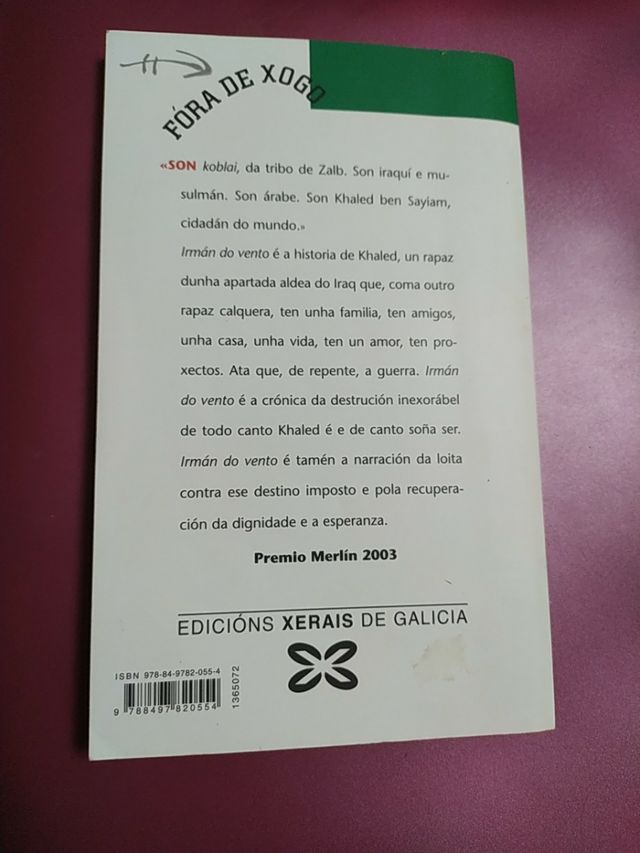 FÓRA DE XOGO
«SON koblai, da tribo de Zalb. Son iraquí e mu-
sulmán. Son árabe. Son Khaled ben Sayiam,
cidadán do mundo.»
Irmán do vento é a historia de Khaled, un rapaz
dunha apartada aldea do Iraq que, coma outro
rapaz calquera, ten unha familia, ten amigos,
unha casa, unha vida, ten un amor, ten pro-
xectos. Ata que, de repente, a guerra. Irmán
do vento é a crónica da destrución inexorábel
de todo canto Khaled é e de canto soña ser.
Irmán do vento é tamén a narración da loita
contra ese destino imposto e pola recupera-
ción da dignidade e a esperanza.
Premio Merlín 2003
EDICIÓNS XERAIS DE GALICIA
ISBN 978-84-9782-055-4
9 788497 820554
1365072